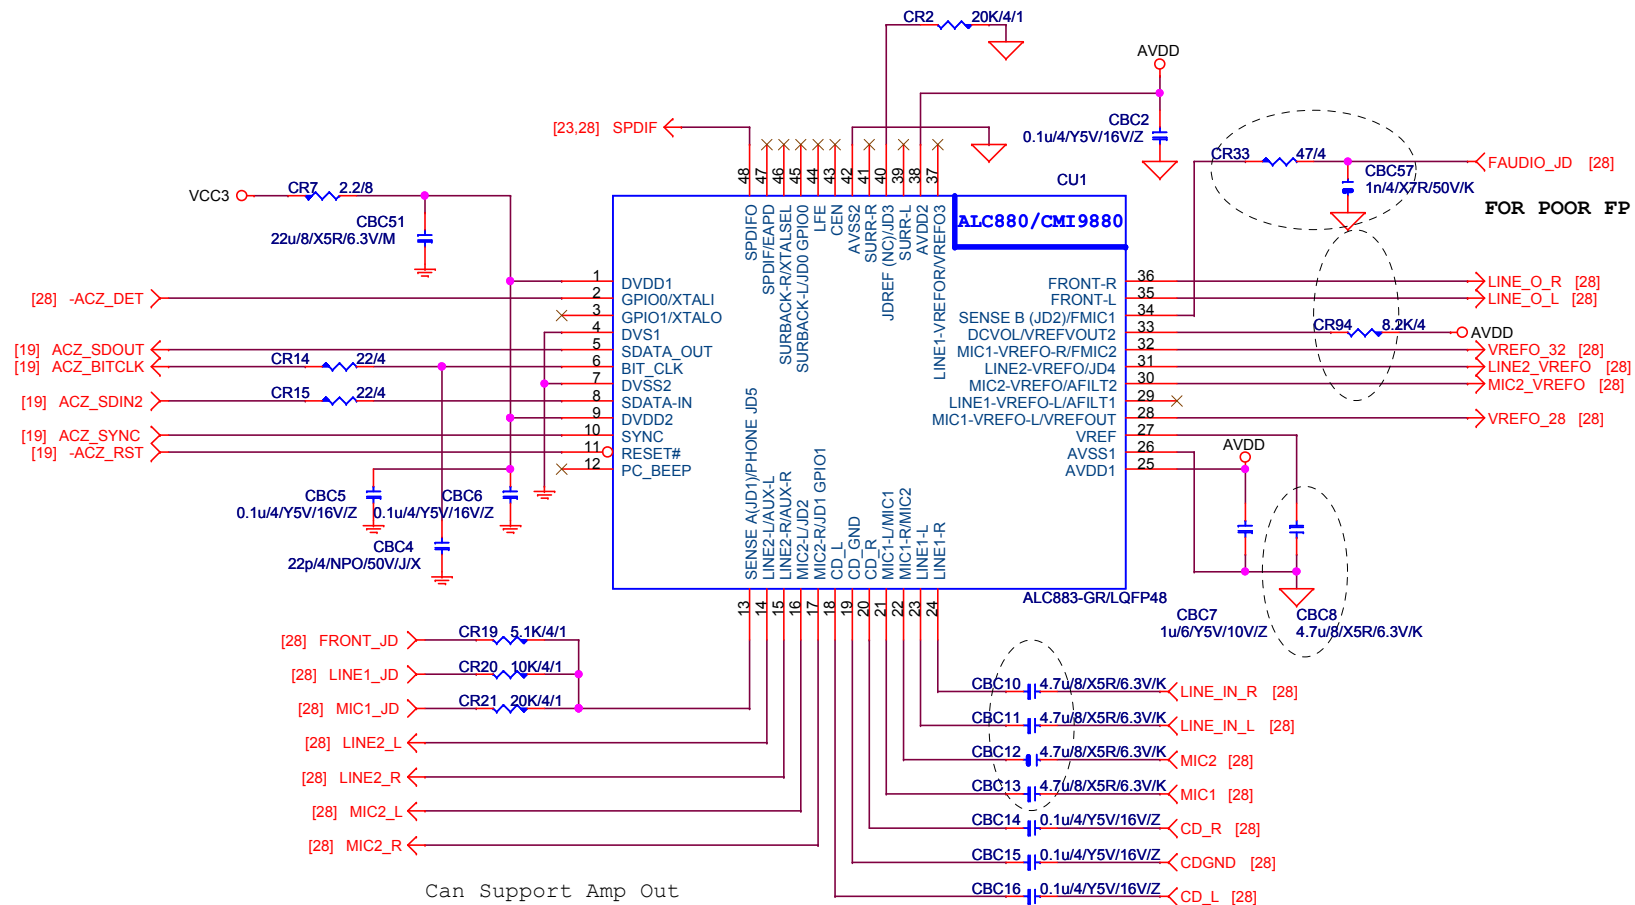 CR2 20K/4/1
AVDD
CBC2
0.1u/4/Y5V/16V/Z
[23,28] SPDIF
CR33 47/4
FAUDIO_JD [28]
CBC57
1n/4/X7R/50V/K
FOR POOR FP
VCC3
CR7 2.2/8
CBC51
22u/8/X5R/6.3V/M
CU1
ALC880/CMI9880
48 47 46 45 44 43 42 41 40 39 38 37
SPDIFO
SPDIF/EAPD
SURBACK-R/XTALSEL
SURBACK-L/JD0 GPIO0
LFE
CEN
AVSS2
SURR-R
JDREF (NC)/JD3
SURR-L
AVDD2
LINE1-VREFOR/VREFO3
1 DVDD1
2 GPIO0/XTALI
3 GPIO1/XTALO
4 DVS1
5 SDATA_OUT
6 BIT_CLK
7 DVSS2
8 SDATA-IN
9 DVDD2
10 SYNC
11 RESET#
12 PC_BEEP
FRONT-R 36
FRONT-L 35
SENSE B (JD2)/FMIC1 34
DCVOL/VREFVOUT2 33
MIC1-VREFO-R/FMIC2 32
LINE2-VREFO/JD4 31
MIC2-VREFO/AFILT2 30
LINE1-VREFO-L/AFILT1 29
MIC1-VREFO-L/VREFOUT 28
VREF 27
AVSS1 26
AVDD1 25
[28] -ACZ_DET
[19] ACZ_SDOUT
[19] ACZ_BITCLK
CR14 22/4
[19] ACZ_SDIN2
CR15 22/4
[19] ACZ_SYNC
[19] -ACZ_RST
LINE_O_R [28]
LINE_O_L [28]
CR94 8.2K/4
AVDD
VREFO_32 [28]
LINE2_VREFO [28]
MIC2_VREFO [28]
VREFO_28 [28]
AVDD
CBC5
0.1u/4/Y5V/16V/Z
CBC6
0.1u/4/Y5V/16V/Z
CBC4
22p/4/NPO/50V/J/X
SENSE A(JD1)/PHONE JD5
LINE2-L/AUX-L
LINE2-R/AUX-R
MIC2-L/JD2
MIC2-R/JD1 GPIO1
CD_L
CD_GND
CD_R
MIC1-L/MIC1
MIC1-R/MIC2
LINE1-L
LINE1-R
13 14 15 16 17 18 19 20 21 22 23 24
ALC883-GR/LQFP48
CBC7
1u/6/Y5V/10V/Z
CBC8
4.7u/8/X5R/6.3V/K
[28] FRONT_JD
CR19 5.1K/4/1
[28] LINE1_JD
CR20 10K/4/1
[28] MIC1_JD
CR21 20K/4/1
[28] LINE2_L
[28] LINE2_R
[28] MIC2_L
[28] MIC2_R
CBC10 4.7u/8/X5R/6.3V/K LINE_IN_R [28]
CBC11 4.7u/8/X5R/6.3V/K LINE_IN_L [28]
CBC12 4.7u/8/X5R/6.3V/K MIC2 [28]
CBC13 4.7u/8/X5R/6.3V/K MIC1 [28]
CBC14 0.1u/4/Y5V/16V/Z CD_R [28]
CBC15 0.1u/4/Y5V/16V/Z CDGND [28]
CBC16 0.1u/4/Y5V/16V/Z CD_L [28]
Can Support Amp Out